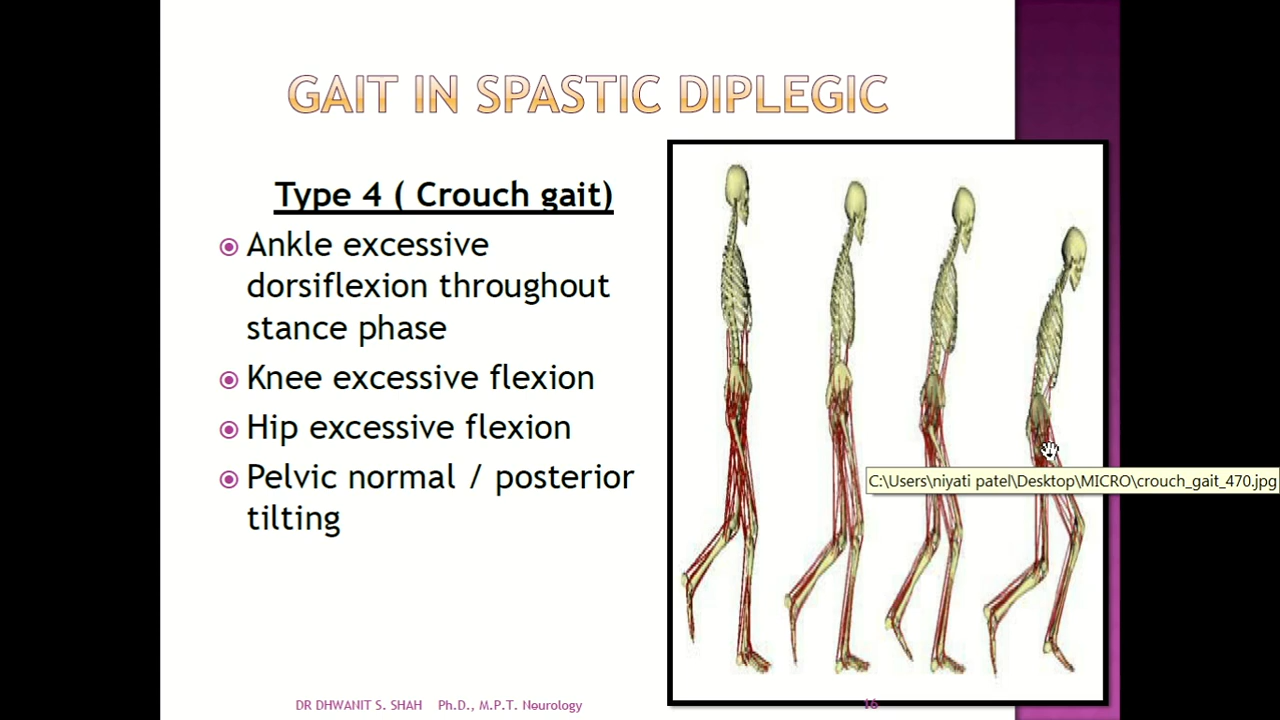 GAIT IN SPASTIC DIPLEGIC
Type 4 ( Crouch gait)
Ankle excessive
dorsiflexion throughout
stance phase
Knee excessive flexion
Hip excessive flexion
Pelvic normal / posterior
tilting
C:\Users\niyati patel\Desktop\MICRO\crouch_gait_470.jpg
DR DHWANIT S. SHAH Ph.D., M.P.T. Neurology
16